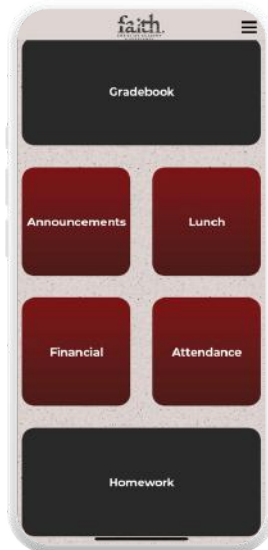 faith.
Gradebook
Announcements
Lunch
Financial
Attendance
Homework